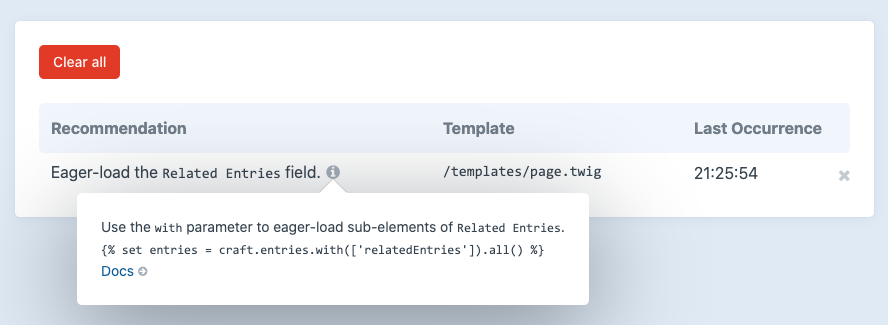 Clear all
Recommendation Template Last Occurrence
Eager-load the Related Entries field. /templates/page.twig 21:25:54
Use the with parameter to eager-load sub-elements of Related Entries.
{% set entries = craft.entries.with(['relatedEntries']).all() %}
Docs